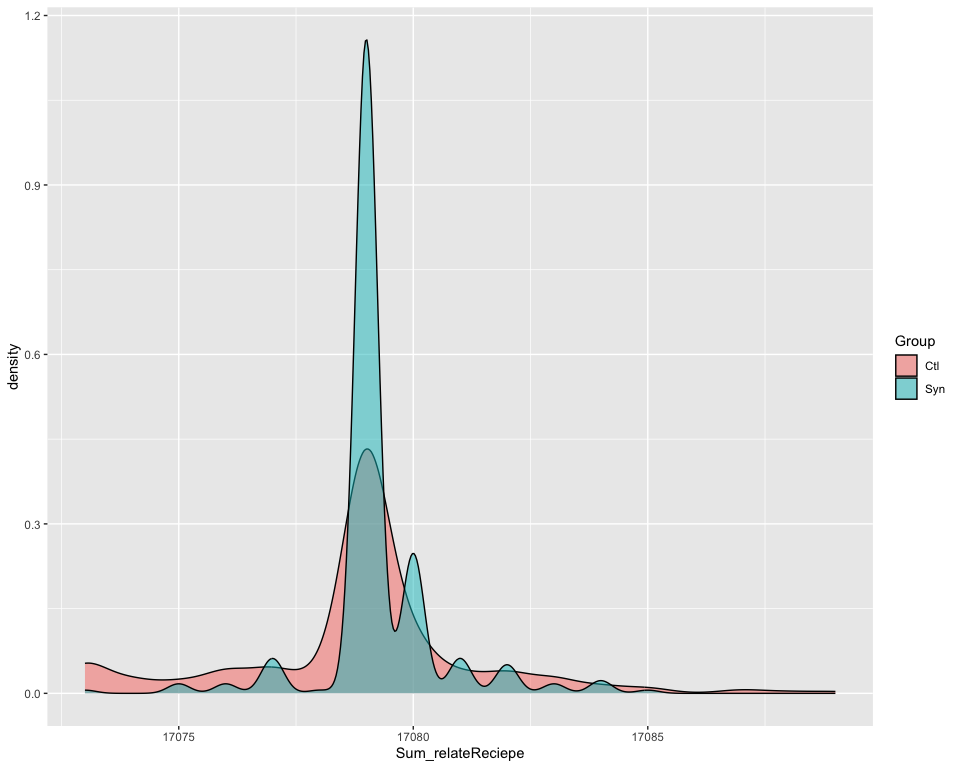 1.2
0.9
0.6
0.3
0.0
density
17075
17080
17085
Sum_relateReciepe
Group
Ctl
Syn